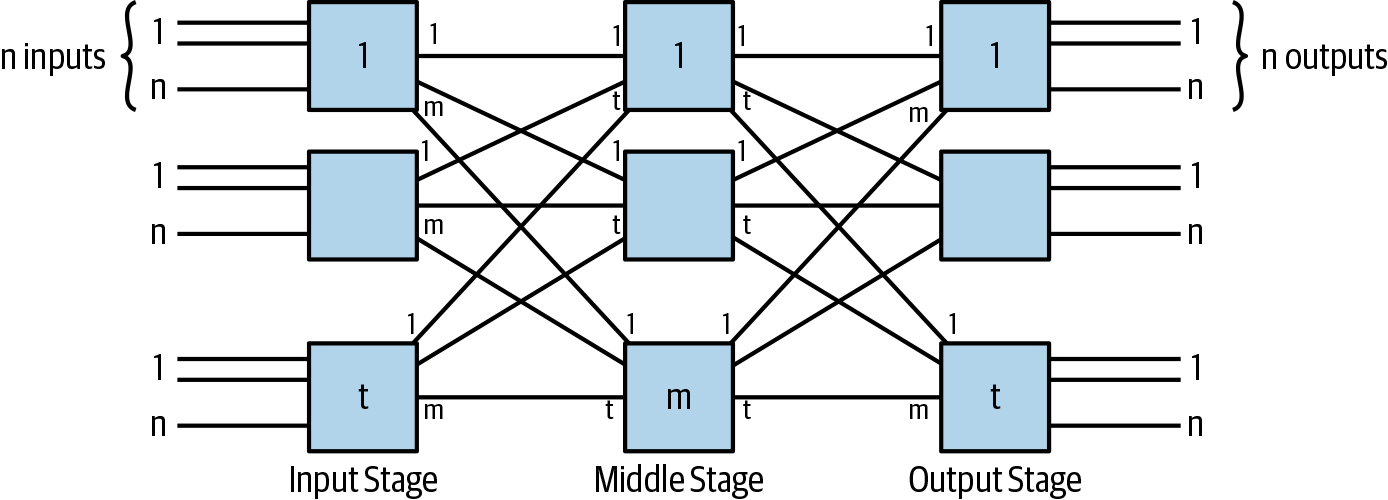 1 1 1 1 1 1
n inputs 1 1 1 n outputs
n m t t m n
1 1 1 1
1 1
n m t t n
1 1 1 1
1 1
t m t
n m t t m n
Input Stage Middle Stage Output Stage